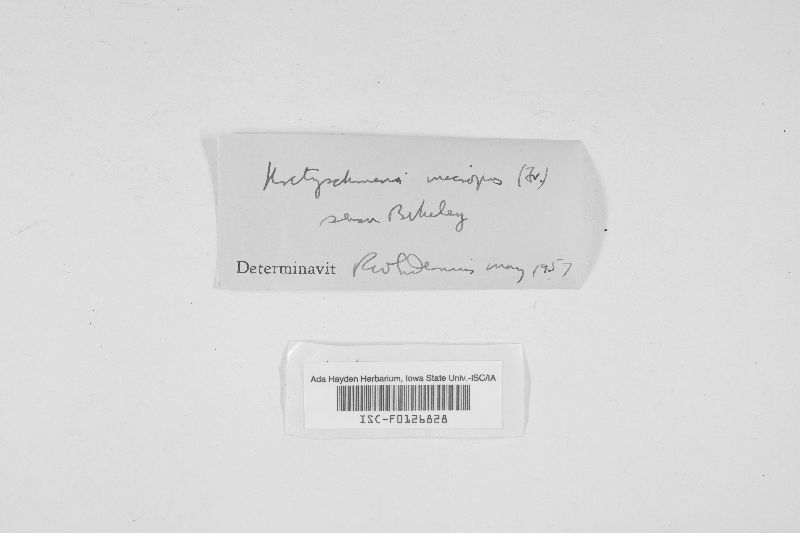 Kretzschmaria micropus (Fr.)
sensu Berkeley
Determinavit RWG Dennis May 1957
Ada Hayden Herbarium, Iowa State Univ.-ISC/IA
ISC-F0126828